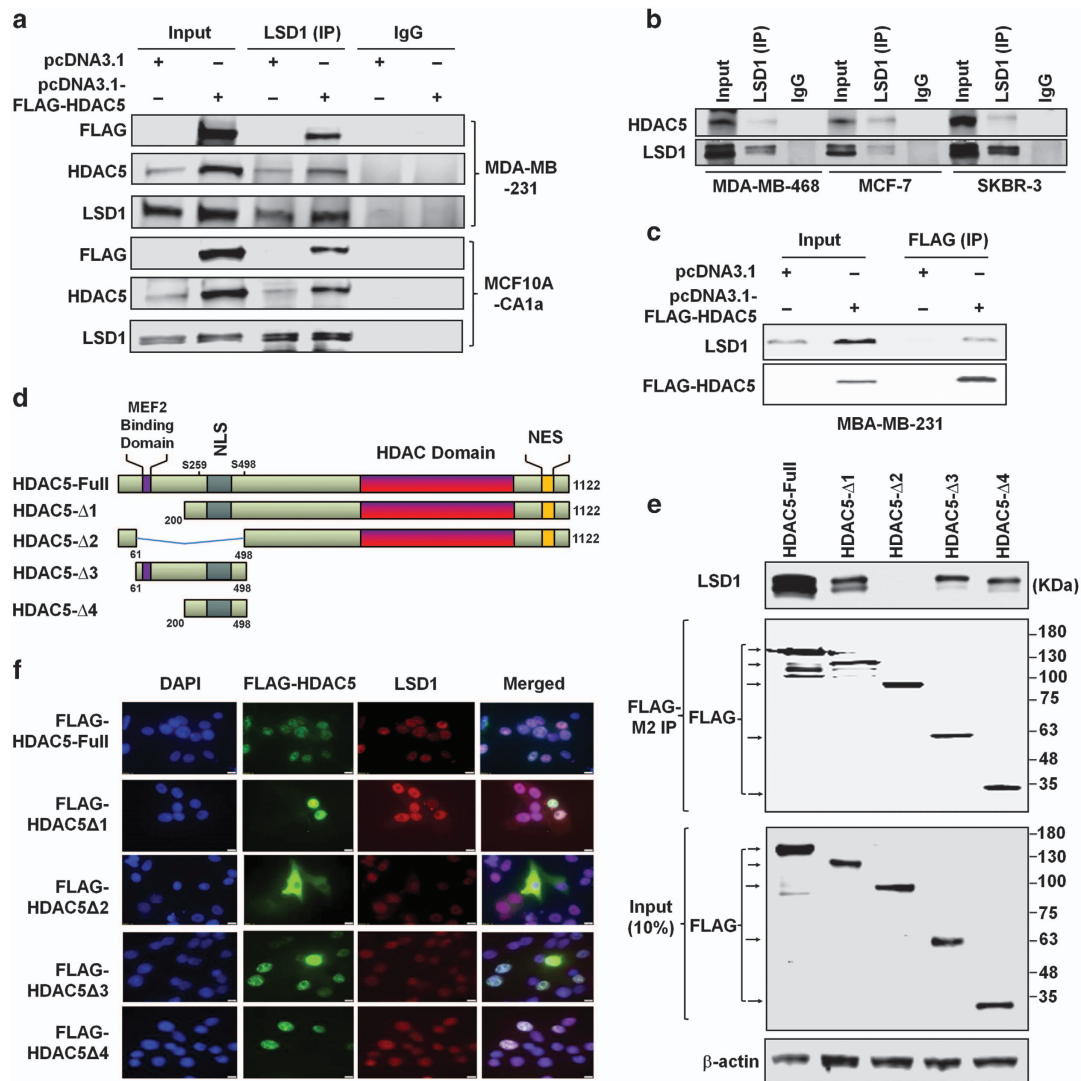 a
Input LSD1 (IP) IgG
pcDNA3.1 + – + – + –
pcDNA3.1-
FLAG-HDAC5 – + – + – +
FLAG
HDAC5
LSD1
MDA-MB
-231
FLAG
HDAC5
LSD1
MCF10A
-CA1a
b
Input LSD1 (IP) IgG Input LSD1 (IP) IgG Input LSD1 (IP) IgG
HDAC5
LSD1
MDA-MB-468 MCF-7 SKBR-3
c
Input FLAG (IP)
pcDNA3.1 + – + –
pcDNA3.1-
FLAG-HDAC5 – + – +
LSD1
FLAG-HDAC5
MBA-MB-231
d
MEF2
Binding
Domain
S259 NLS S498 HDAC Domain NES
HDAC5-Full 1122
HDAC5-Δ1 200 1122
HDAC5-Δ2 61 498 1122
HDAC5-Δ3 61 498
HDAC5-Δ4 200 498
e
HDAC5-Full HDAC5-Δ1 HDAC5-Δ2 HDAC5-Δ3 HDAC5-Δ4
LSD1 (KDa)
FLAG-
M2 IP
FLAG
180
130
100
75
63
48
35
Input
(10%)
FLAG
180
130
100
75
63
48
35
β-actin
f
DAPI FLAG-HDAC5 LSD1 Merged
FLAG-
HDAC5-Full
FLAG-
HDAC5Δ1
FLAG-
HDAC5Δ2
FLAG-
HDAC5Δ3
FLAG-
HDAC5Δ4